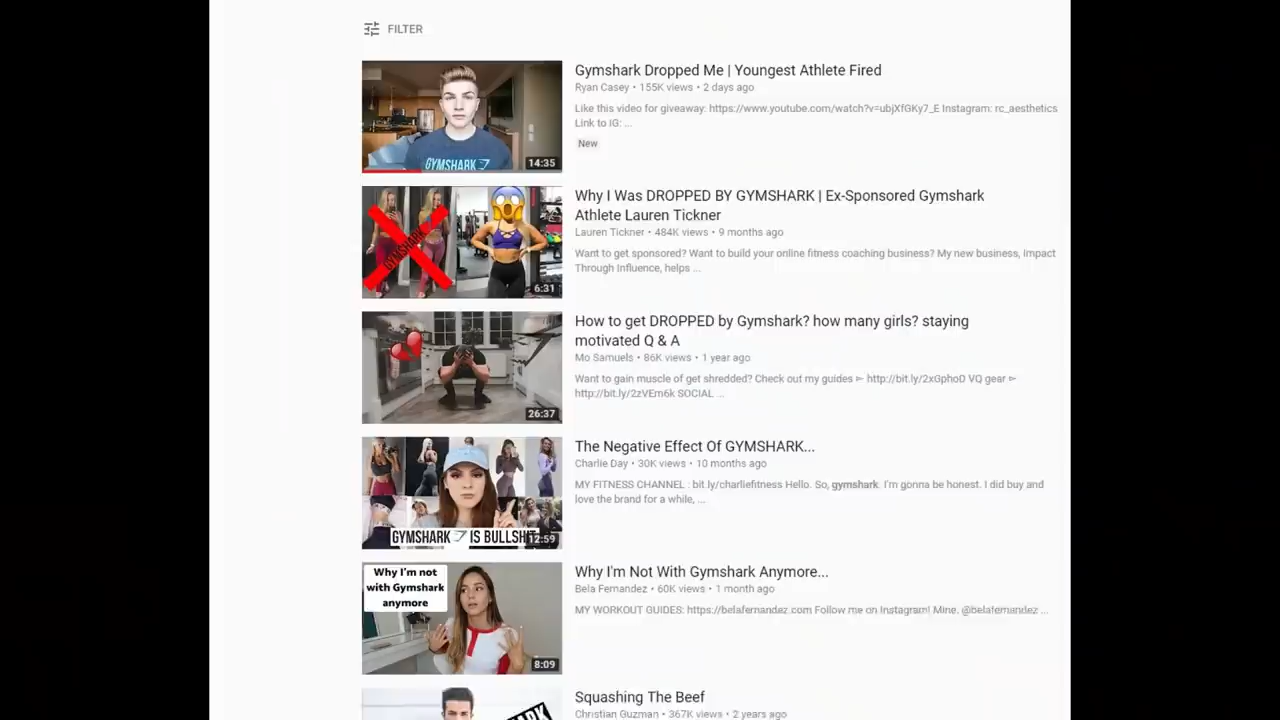 FILTER
Gymshark Dropped Me | Youngest Athlete Fired
Ryan Casey • 155K views • 2 days ago
Like this video for giveaway: https://www.youtube.com/watch?v=ubjXfGKy7_E Instagram: rc_aesthetics
Link to IG: ...
New
GYMSHARK
14:35
Why I Was DROPPED BY GYMSHARK | Ex-Sponsored Gymshark
Athlete Lauren Tickner
Lauren Tickner • 484K views • 9 months ago
Want to get sponsored? Want to build your online fitness coaching business? My new business, Impact
Through Influence, helps ...
GYMSHARK
6:31
How to get DROPPED by Gymshark? how many girls? staying
motivated Q & A
Mo Samuels • 86K views • 1 year ago
Want to gain muscle of get shredded? Check out my guides ➣ http://bit.ly/2xGphoD VQ gear ➣
http://bit.ly/2zVEm6k SOCIAL ...
26:37
The Negative Effect Of GYMSHARK...
Charlie Day • 30K views • 10 months ago
MY FITNESS CHANNEL : bit.ly/charliefitness Hello. So, gymshark. I'm gonna be honest. I did buy and
love the brand for a while, ...
GYMSHARK IS BULLSHIT
12:59
Why I'm Not With Gymshark Anymore...
Bela Fernandez • 60K views • 1 month ago
MY WORKOUT GUIDES: https://belafernandez.com Follow me on Instagram! Mine. @belafernandez ...
Why I'm not
with Gymshark
anymore
8:09
Squashing The Beef
Christian Guzman • 367K views • 2 years ago